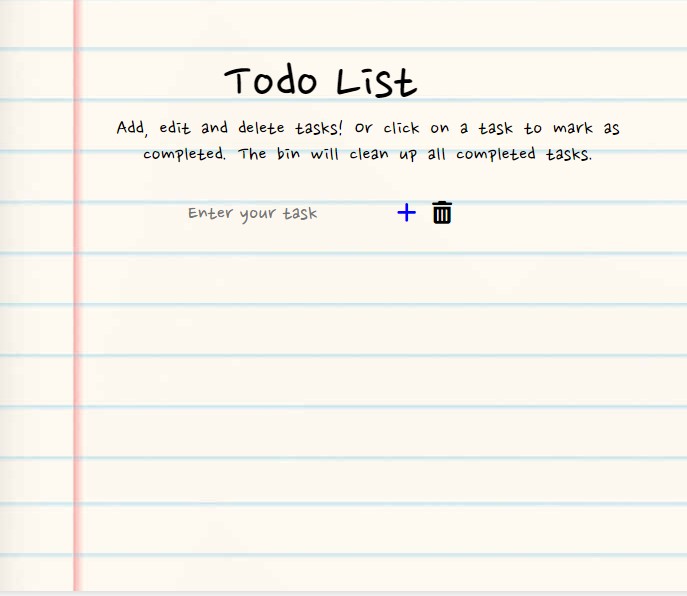 Todo List
Add, edit and delete tasks! Or click on a task to mark as
completed. The bin will clean up all completed tasks.
Enter your task